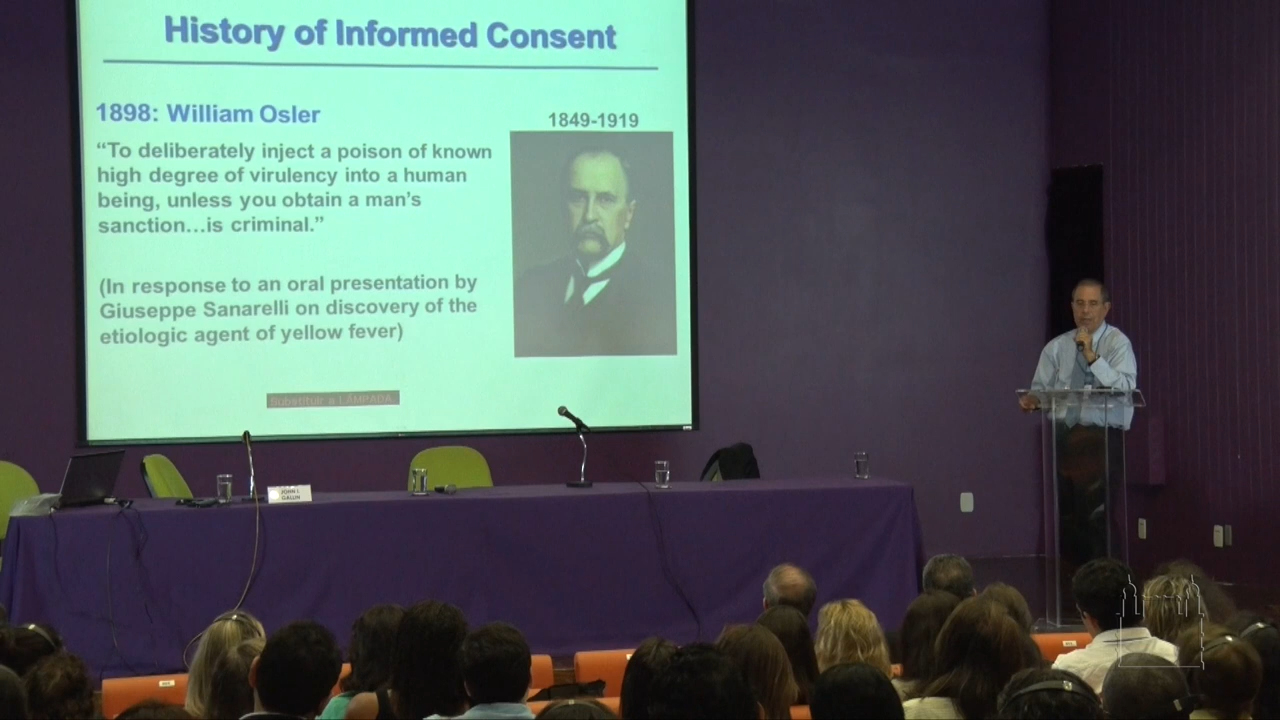 History of Informed Consent
1898: William Osler
1849-1919
“To deliberately inject a poison of known
high degree of virulency into a human
being, unless you obtain a man’s
sanction…is criminal.”
(In response to an oral presentation by
Giuseppe Sanarelli on discovery of the
etiologic agent of yellow fever)
Substituir a LÂMPADA.
JOHN I.
GALLIN